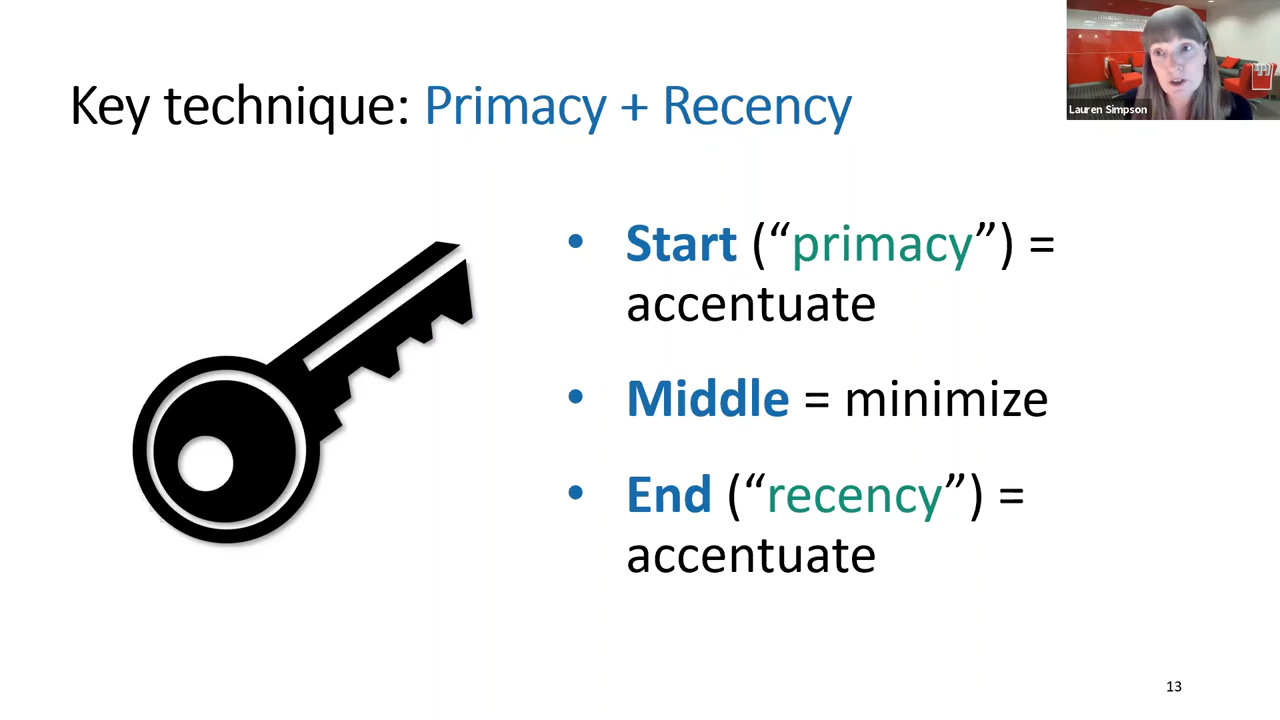 Key technique: Primacy + Recency
Lauren Simpson
• Start (“primacy”) =
accentuate
• Middle = minimize
• End (“recency”) =
accentuate
13